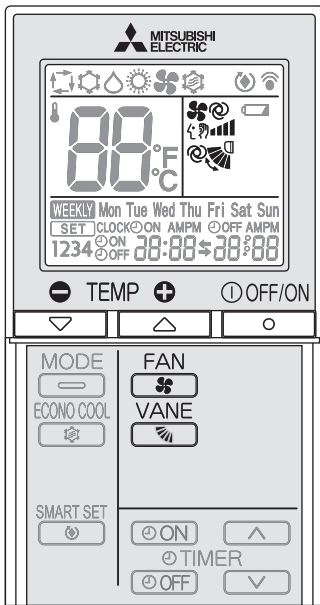 MITSUBISHI
ELECTRIC
88°F
°C
WEEKLY Mon Tue Wed Thu Fri Sat Sun
SET CLOCK ON AMPM OFF AMPM
1234 ON OFF 88:88 88:88
TEMP OFF/ON
MODE FAN
ECONO COOL VANE
SMART SET
ON
TIMER
OFF